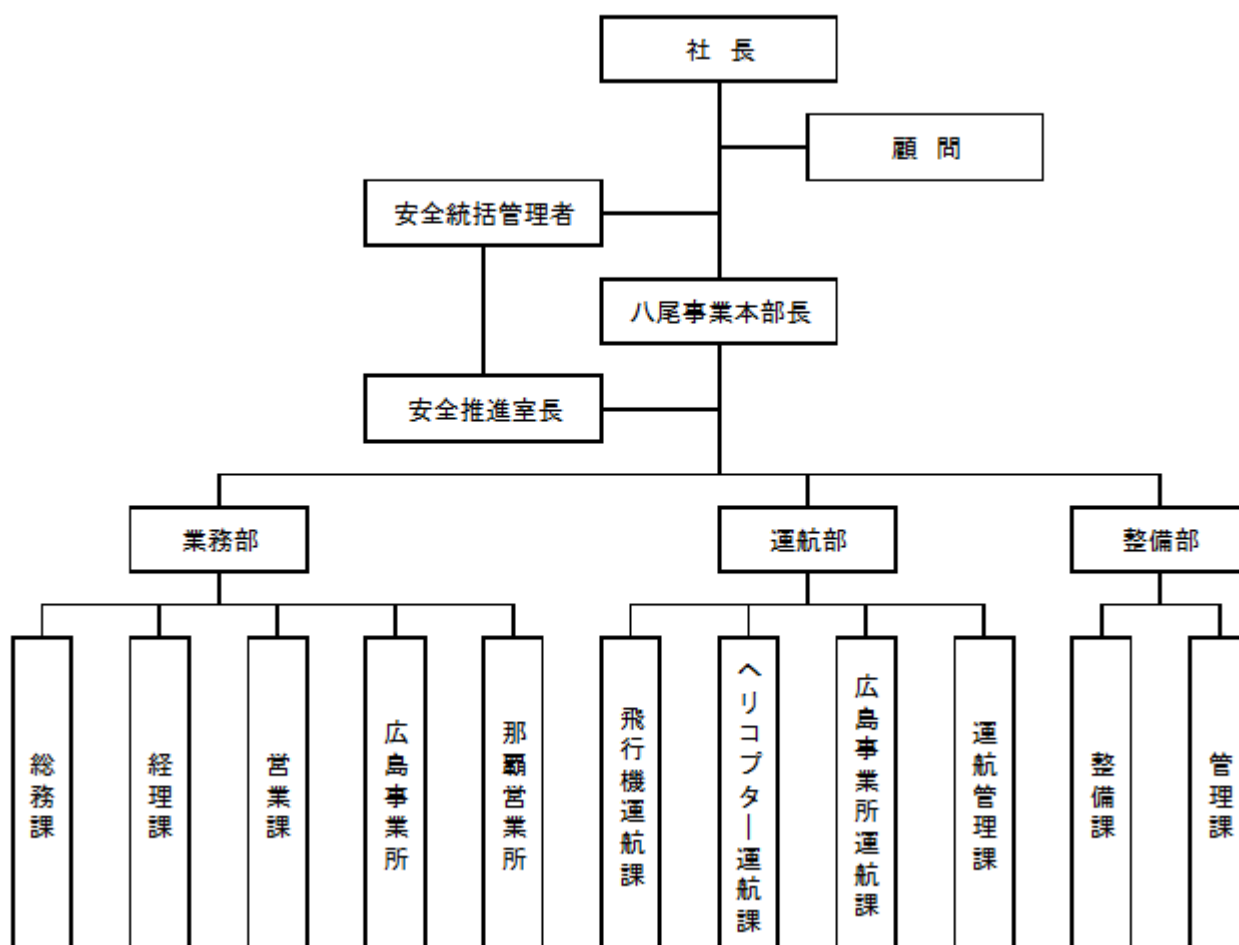 社 長
顧 問
安全統括管理者
八尾事業本部長
安全推進室長
業務部
運航部
整備部
総務課
経理課
営業課
広島事業所
那覇営業所
飛行機運航課
ヘリコプター運航課
広島事業所運航課
運航管理課
整備課
管理課